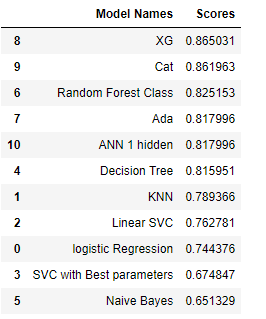 Model Names Scores
8 XG 0.865031
9 Cat 0.861963
6 Random Forest Class 0.825153
7 Ada 0.817996
10 ANN 1 hidden 0.817996
4 Decision Tree 0.815951
1 KNN 0.789366
2 Linear SVC 0.762781
0 logistic Regression 0.744376
3 SVC with Best parameters 0.674847
5 Naive Bayes 0.651329